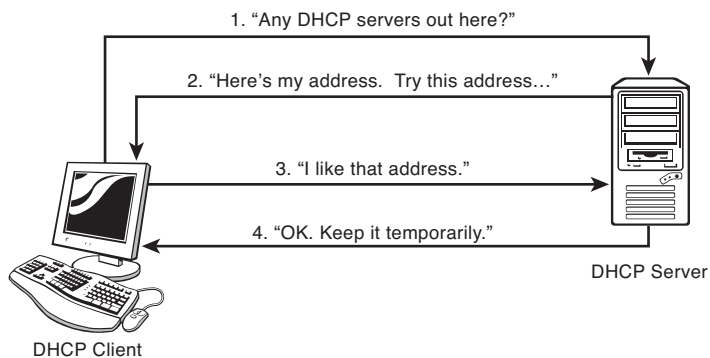 1. “Any DHCP servers out here?”
2. “Here’s my address.  Try this address…”
3. “I like that address.”
4. “OK. Keep it temporarily.”
DHCP Server
DHCP Client